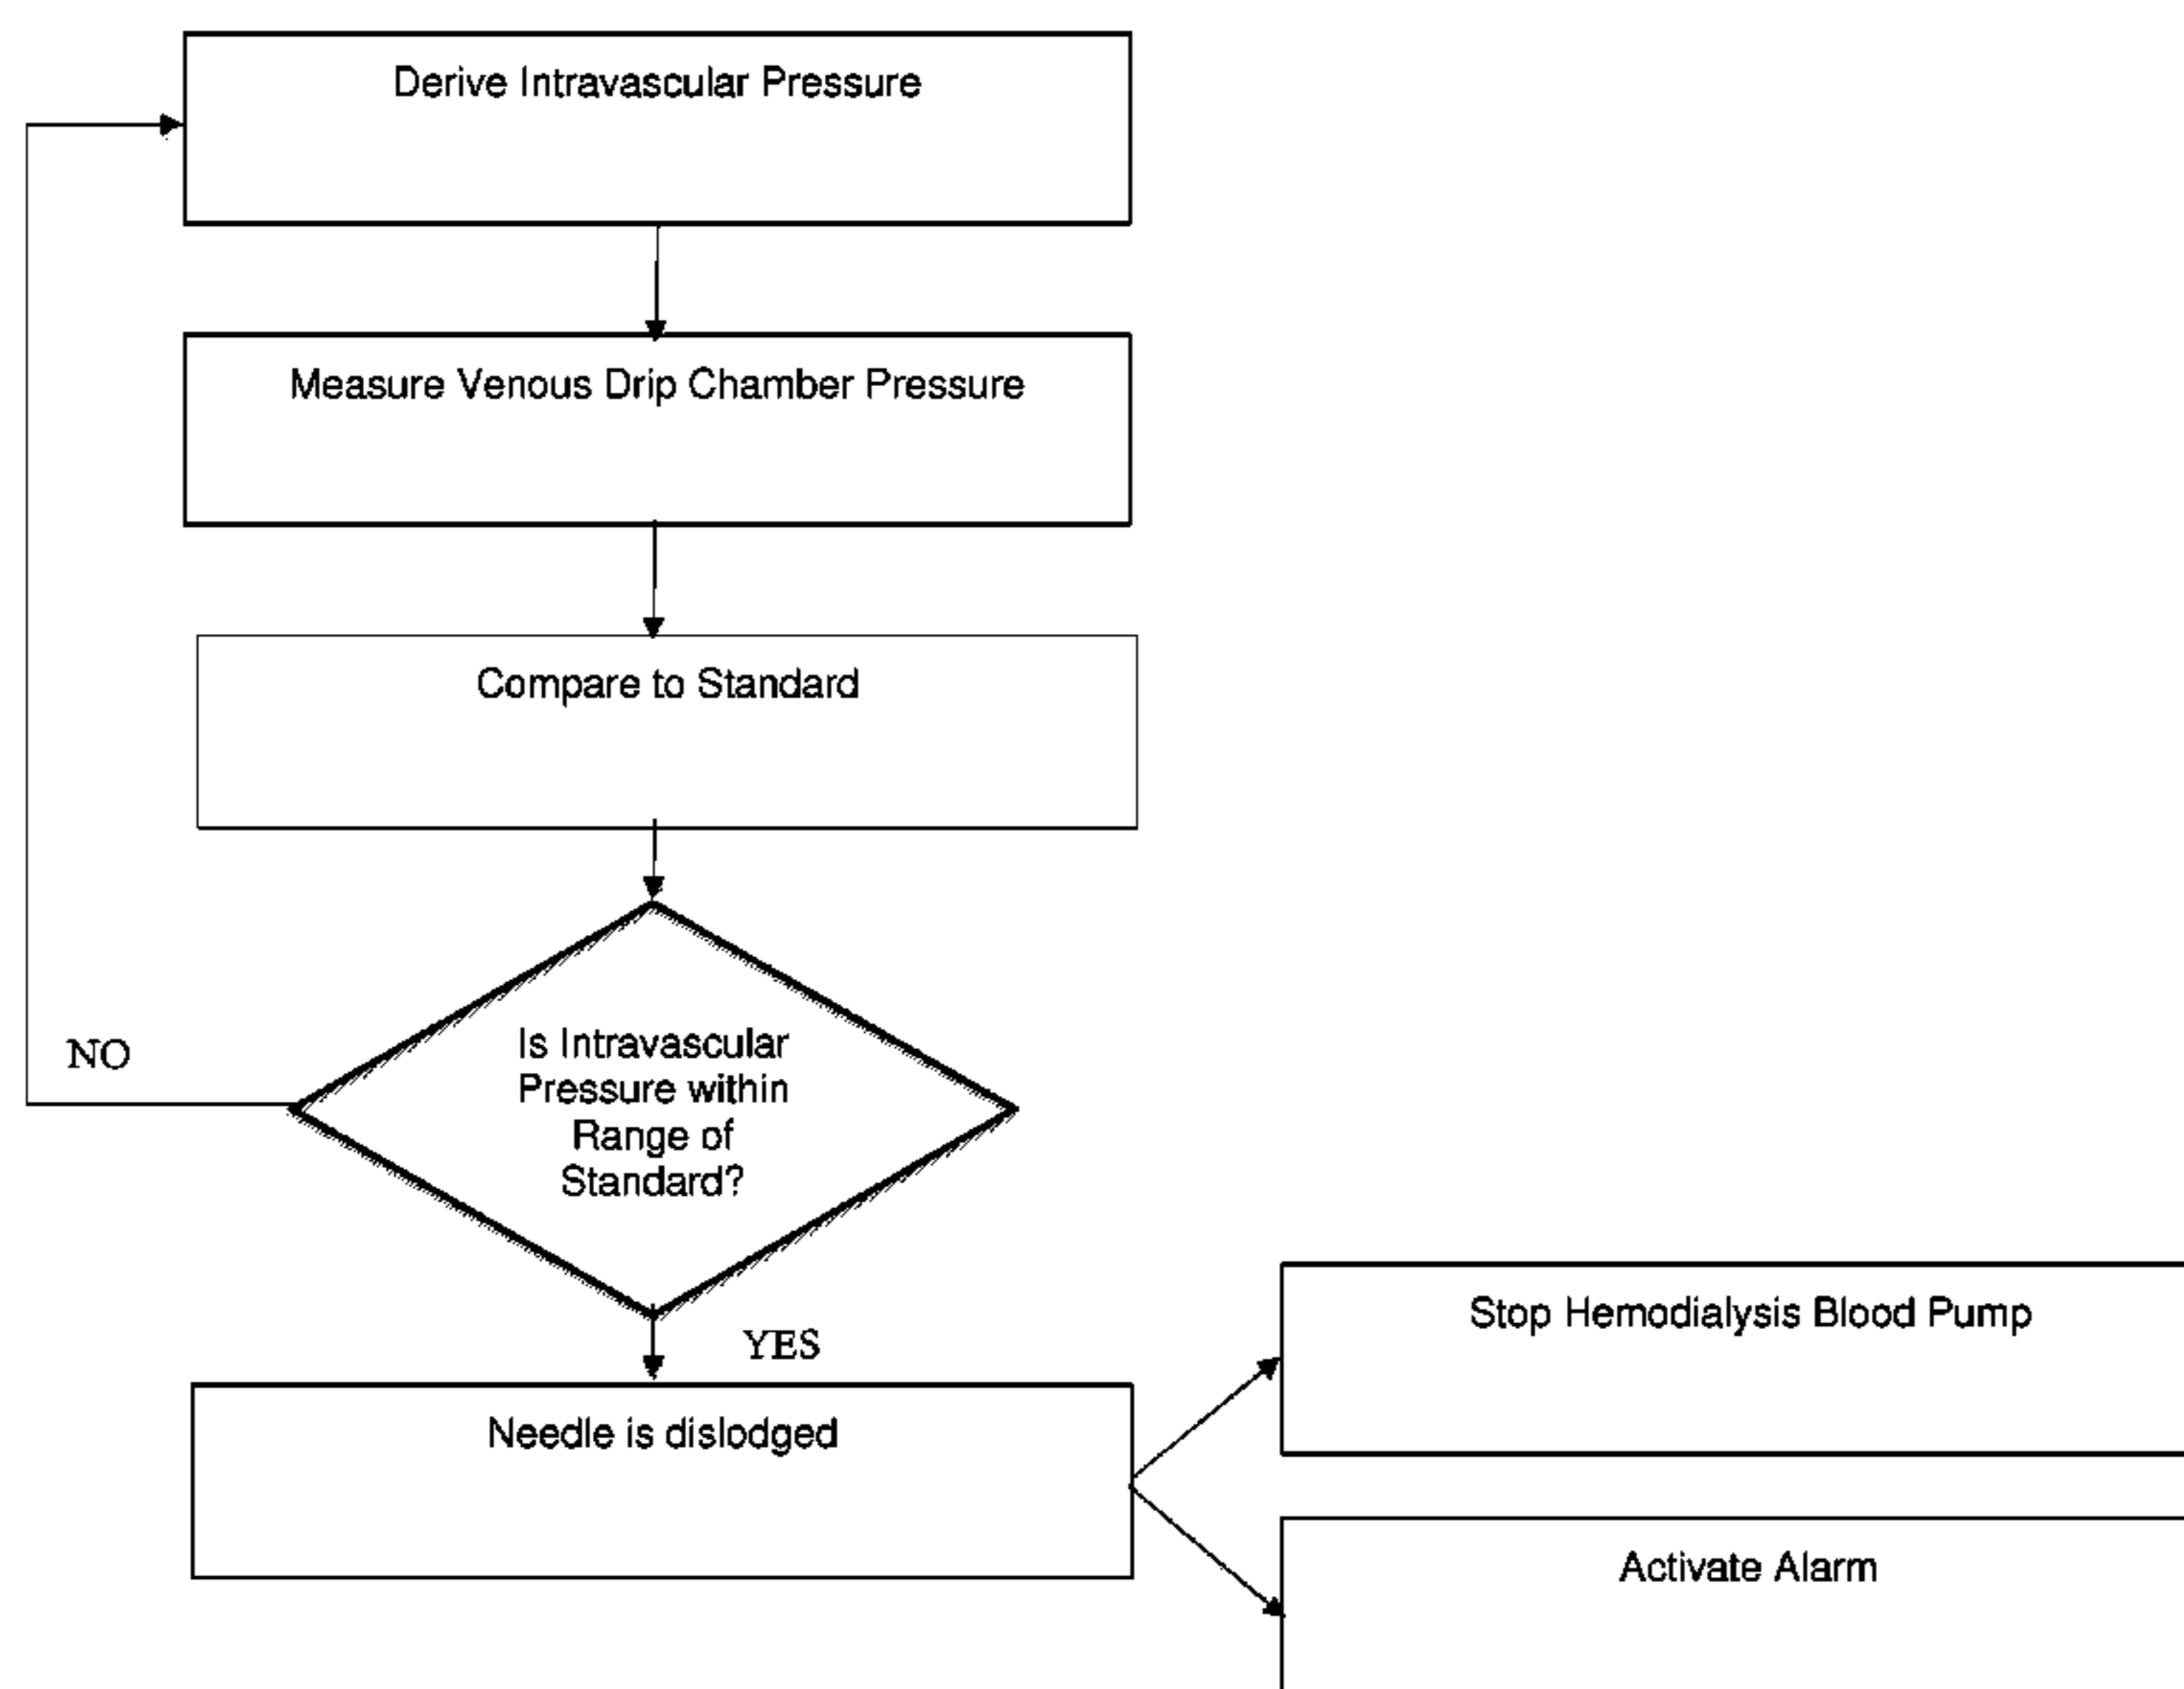 Derive Intravascular Pressure
Measure Venous Drip Chamber Pressure
Compare to Standard
Is Intravascular
Pressure within
Range of
Standard?
NO
YES
Needle is dislodged
Stop Hemodialysis Blood Pump
Activate Alarm